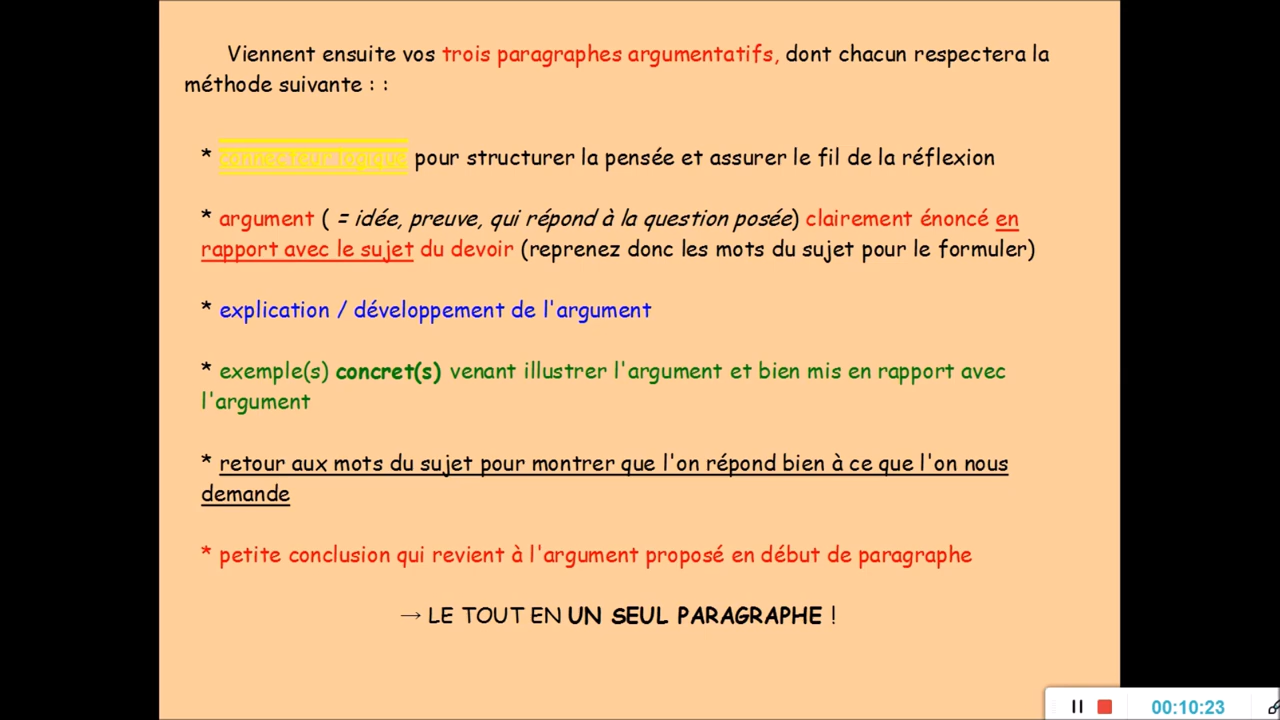 Viennent ensuite vos trois paragraphes argumentatifs, dont chacun respectera la
méthode suivante : :
* connecteur logique pour structurer la pensée et assurer le fil de la réflexion
* argument ( = idée, preuve, qui répond à la question posée) clairement énoncé en
rapport avec le sujet du devoir (reprenez donc les mots du sujet pour le formuler)
* explication / développement de l'argument
* exemple(s) concret(s) venant illustrer l'argument et bien mis en rapport avec
l'argument
* retour aux mots du sujet pour montrer que l'on répond bien à ce que l'on nous
demande
* petite conclusion qui revient à l'argument proposé en début de paragraphe
→ LE TOUT EN UN SEUL PARAGRAPHE !
00:10:23